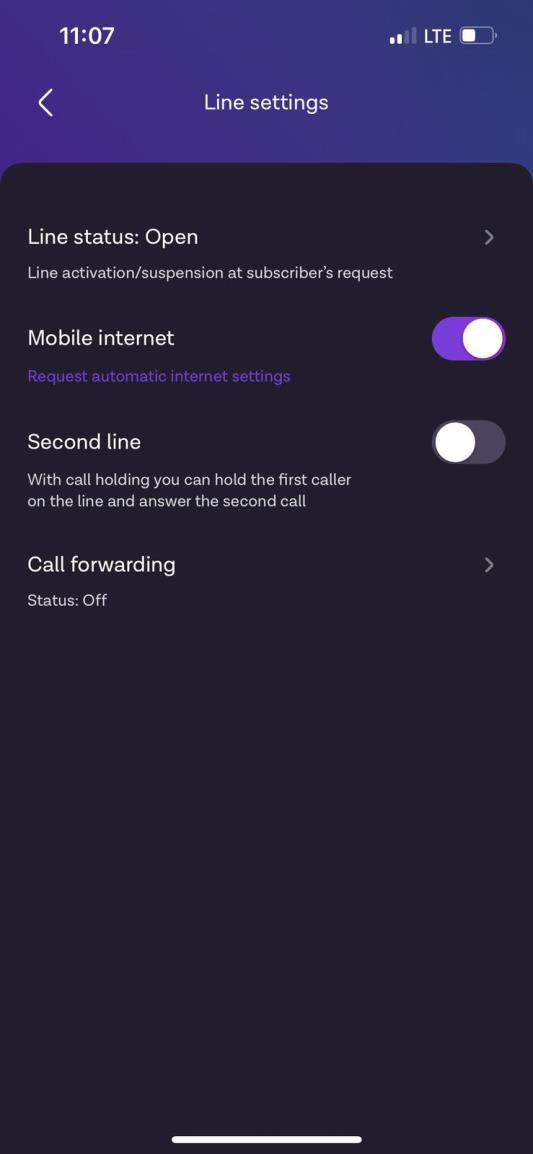 11:07
LTE
Line settings
Line status: Open
Line activation/suspension at subscriber's request
Mobile internet
Request automatic internet settings
Second line
With call holding you can hold the first caller
on the line and answer the second call
Call forwarding
Status: Off